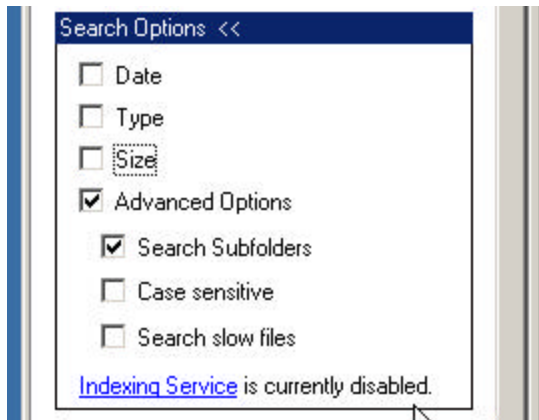 Search Options <<
Date
Type
Size
Advanced Options
Search Subfolders
Case sensitive
Search slow files
Indexing Service is currently disabled.